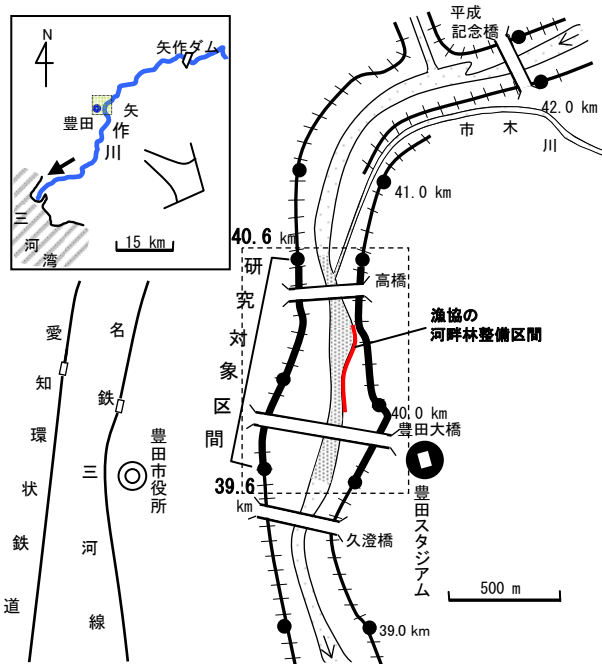 N
矢作ダム
豊田
矢作川
三河湾
15 km
平成
記念橋
42.0 km
市木川
41.0 km
40.6 km
研究対象区間
高橋
漁協の
河畔林整備区間
40.0 km
豊田大橋
豊田スタジアム
39.6
km
久澄橋
500 m
39.0 km
愛知環状鉄道
名鉄三河線
豊田市役所